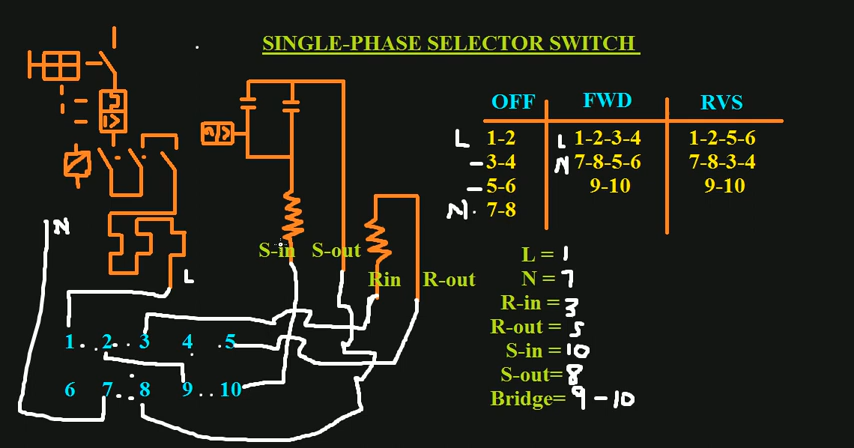 SINGLE-PHASE SELECTOR SWITCH
OFF FWD RVS
L 1-2 L 1-2-3-4 1-2-5-6
-3-4 N 7-8-5-6 7-8-3-4
-5-6 9-10 9-10
N. 7-8
N
L
S-in S-out
Rin R-out
L = 1
N = 7
R-in = 3
R-out = 5
S-in = 10
S-out= 8
Bridge= 9-10
1 2 3 4 5
6 7 8 9 10